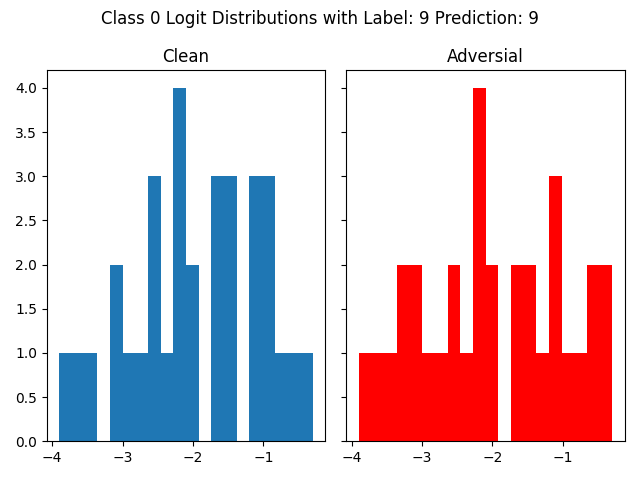 Class 0 Logit Distributions with Label: 9 Prediction: 9
Clean
Adversial
4.0
3.5
3.0
2.5
2.0
1.5
1.0
0.5
0.0
−4 −3 −2 −1
−4 −3 −2 −1